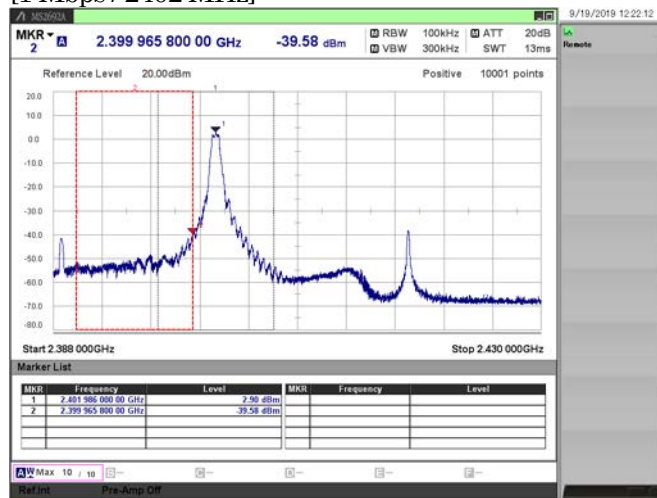 MS2692A
9/19/2019 12:22:12
MKR 2 A 2.399 965 800 00 GHz -39.58 dBm
M RBW 100kHz M ATT 20dB
M VBW 300kHz SWT 13ms
Remote
Reference Level 20.00dBm Positive 10001 points
2 1
20.0
10.0
1
0.0
-10.0
-20.0
-30.0
-40.0
-50.0
-60.0
-70.0
-80.0
Start 2.388 000GHz Stop 2.430 000GHz
Marker List
MKR Frequency Level MKR Frequency Level
1 2.401 986 000 00 GHz 2.90 dBm
2 2.399 965 800 00 GHz -39.58 dBm
A W Max 10 / 10 B-- C-- D-- E-- F--
Ref.Int Pre-Amp Off